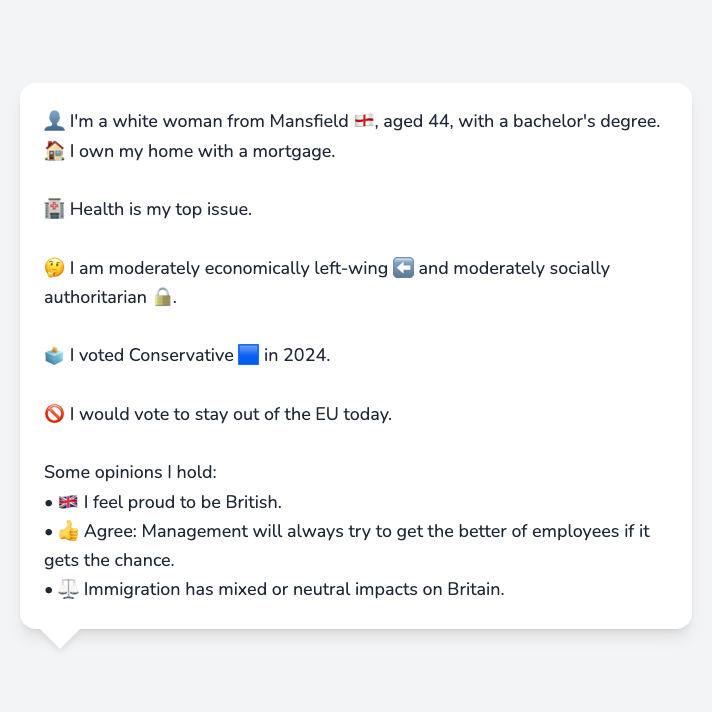 👤 I'm a white woman from Mansfield 🏴󠁧󠁢󠁥󠁮󠁧󠁿, aged 44, with a bachelor's degree.
🏠 I own my home with a mortgage.
🏥 Health is my top issue.
🤔 I am moderately economically left-wing ⬅️ and moderately socially
authoritarian 🔒.
🗳️ I voted Conservative 🟦 in 2024.
🚫 I would vote to stay out of the EU today.
Some opinions I hold:
• 🇬🇧 I feel proud to be British.
• 👍 Agree: Management will always try to get the better of employees if it
gets the chance.
• ⚖️ Immigration has mixed or neutral impacts on Britain.